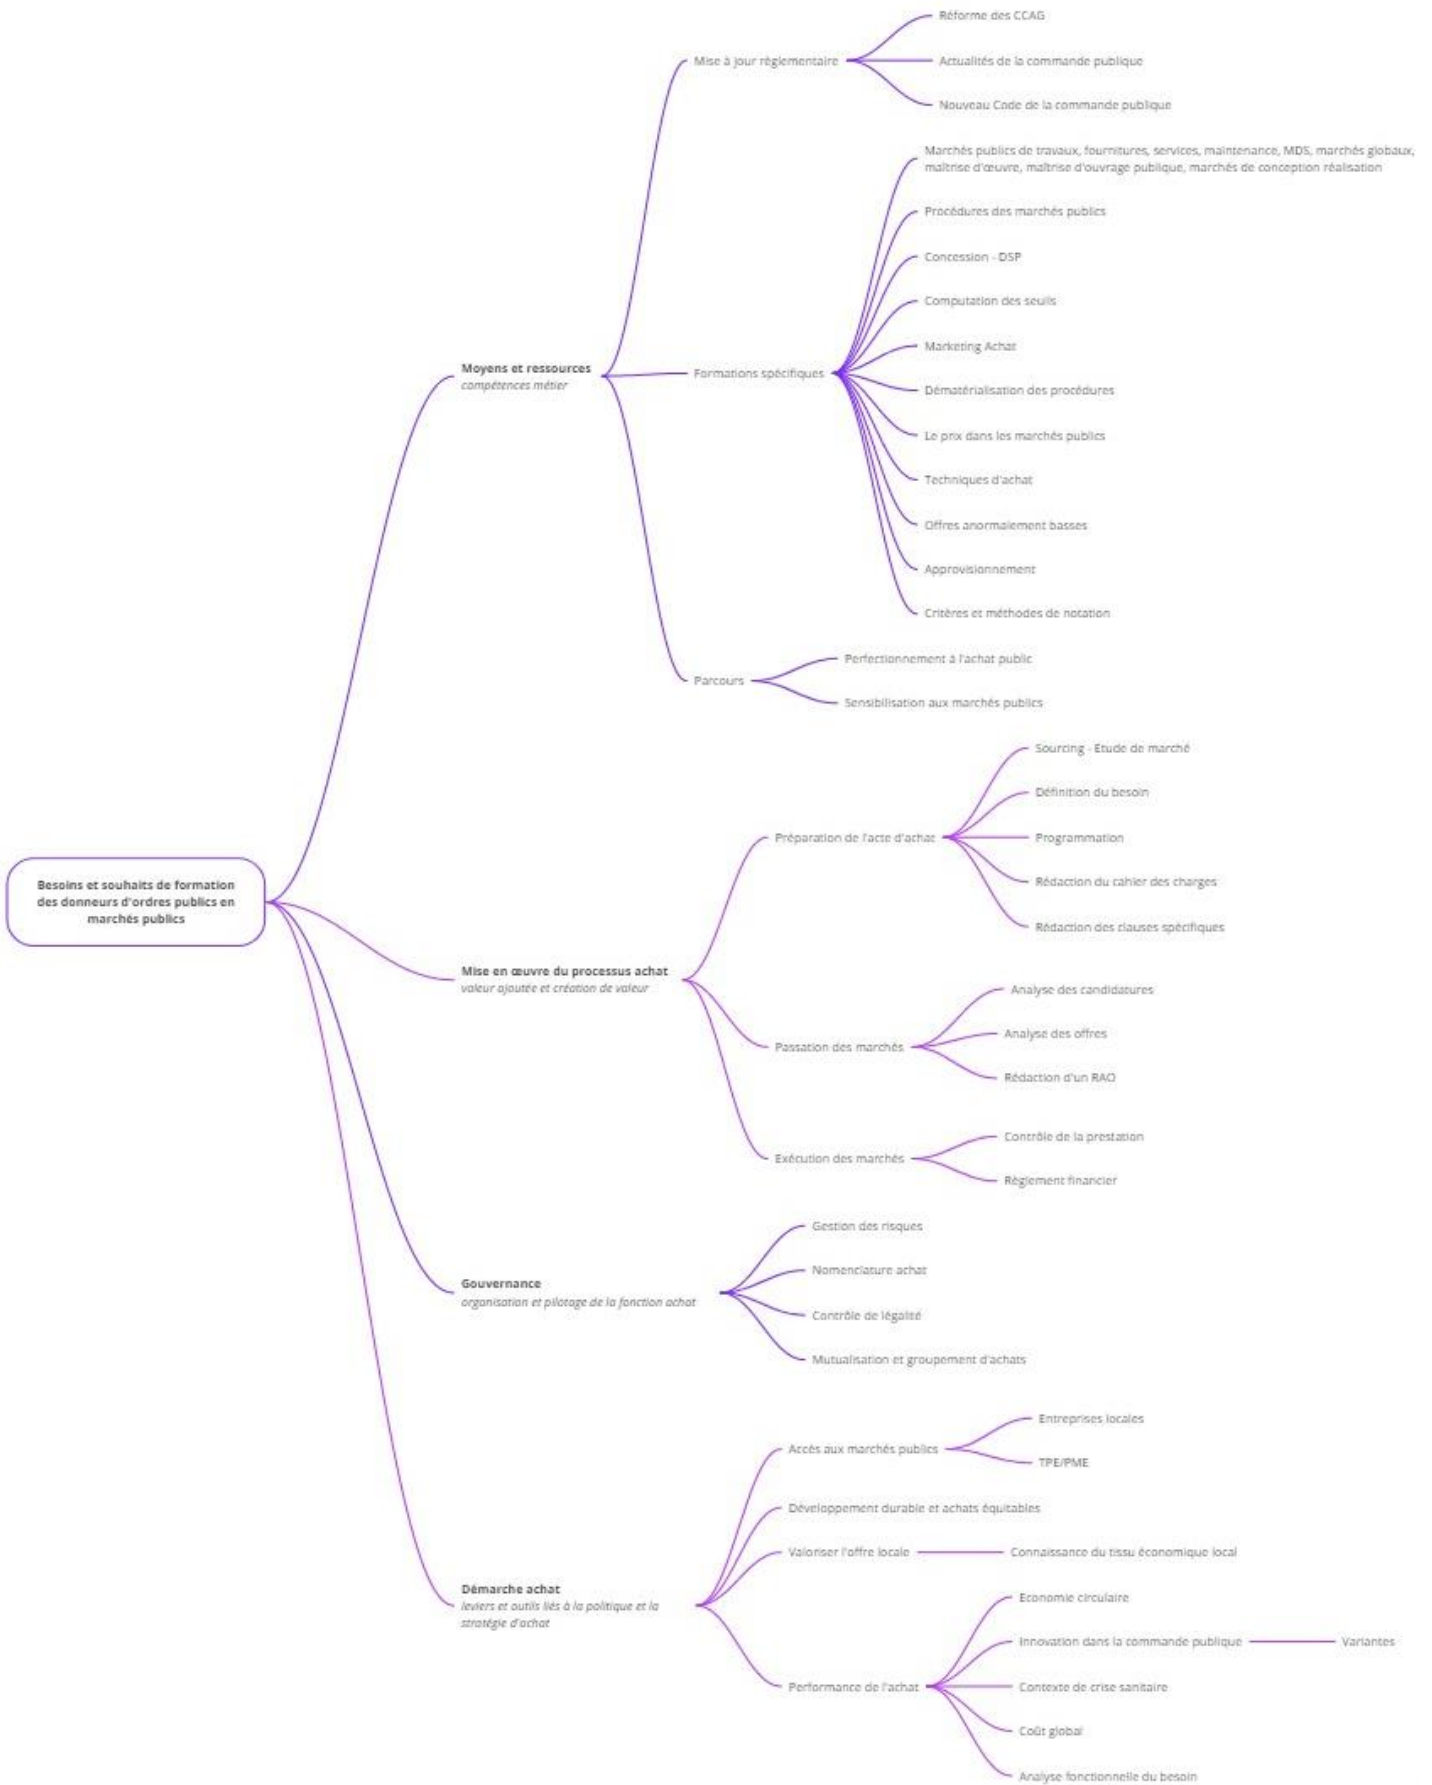 Réforme des CCAG
Mise à jour réglementaire
Actualités de la commande publique
Nouveau Code de la commande publique
Marchés publics de travaux, fournitures, services, maintenance, MDS, marchés globaux,
maîtrise d'œuvre, maîtrise d'ouvrage publique, marchés de conception réalisation
Procédures des marchés publics
Concession - DSP
Computation des seuils
Marketing Achat
Moyens et ressources
compétences métier
Formations spécifiques
Dématérialisation des procédures
Le prix dans les marchés publics
Techniques d'achat
Offres anormalement basses
Approvisionnement
Critères et méthodes de notation
Parcours
Perfectionnement à l'achat public
Sensibilisation aux marchés publics
Sourcing - Etude de marché
Définition du besoin
Préparation de l'acte d'achat
Programmation
Rédaction du cahier des charges
Rédaction des clauses spécifiques
Besoins et souhaits de formation
des donneurs d'ordres publics en
marchés publics
Mise en œuvre du processus achat
valeur ajoutée et création de valeur
Analyse des candidatures
Passation des marchés
Analyse des offres
Rédaction d'un RAO
Exécution des marchés
Contrôle de la prestation
Règlement financier
Gouvernance
organisation et pilotage de la fonction achat
Gestion des risques
Nomenclature achat
Contrôle de légalité
Mutualisation et groupement d'achats
Accès aux marchés publics
Entreprises locales
TPE/PME
Développement durable et achats équitables
Valoriser l'offre locale
Connaissance du tissu économique local
Démarche achat
leviers et outils liés à la politique et la
stratégie d'achat
Economie circulaire
Innovation dans la commande publique
Variantes
Performance de l'achat
Contexte de crise sanitaire
Coût global
Analyse fonctionnelle du besoin